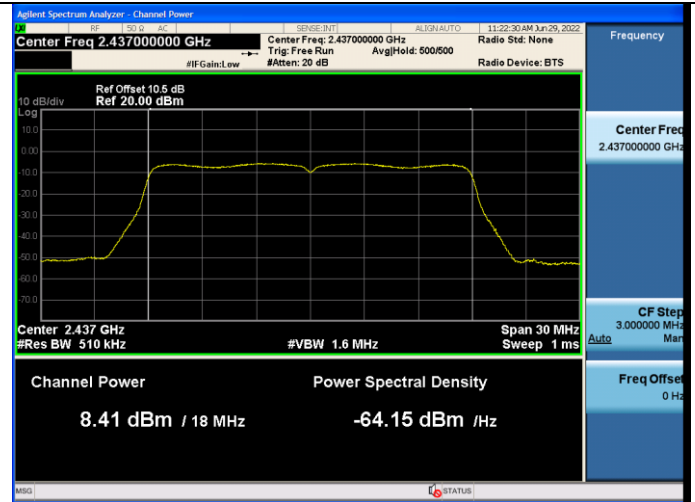 Agilent Spectrum Analyzer - Channel Power
RF 50 Ω AC SENSE:INT ALIGNAUTO 11:22:30 AM Jun 29, 2022
Center Freq 2.437000000 GHz
Center Freq: 2.437000000 GHz Radio Std: None
Trig: Free Run Avg|Hold: 500/500
#IFGain:Low #Atten: 20 dB Radio Device: BTS
Ref Offset 10.5 dB
10 dB/div Ref 20.00 dBm
Log
10.0
0.00
-10.0
-20.0
-30.0
-40.0
-50.0
-60.0
-70.0
Center 2.437 GHz Span 30 MHz
#Res BW 510 kHz #VBW 1.6 MHz Sweep 1 ms
Channel Power Power Spectral Density
8.41 dBm / 18 MHz -64.15 dBm /Hz
MSG STATUS
Frequency
Center Freq
2.437000000 GHz
CF Step
3.000000 MHz
Auto Man
Freq Offset
0 Hz